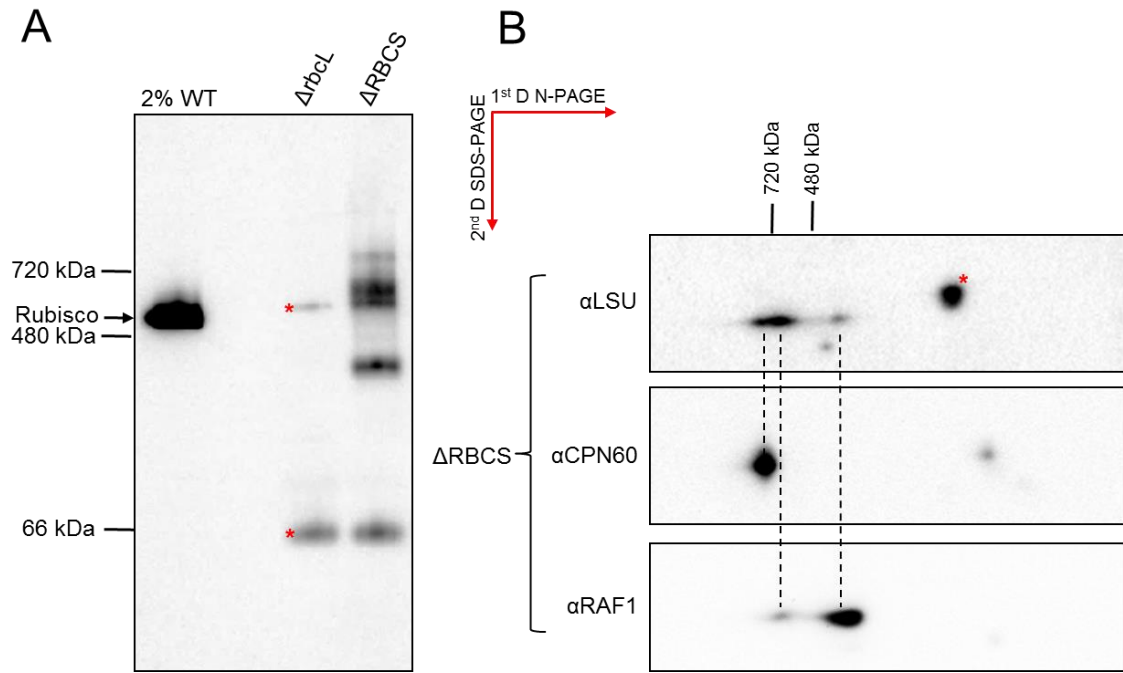 A
B
2% WT
ΔrbcL
ΔRBCS
1st D N-PAGE
2nd D SDS-PAGE
720 kDa
480 kDa
720 kDa
Rubisco
480 kDa
66 kDa
*
*
ΔRBCS
αLSU
*
αCPN60
αRAF1